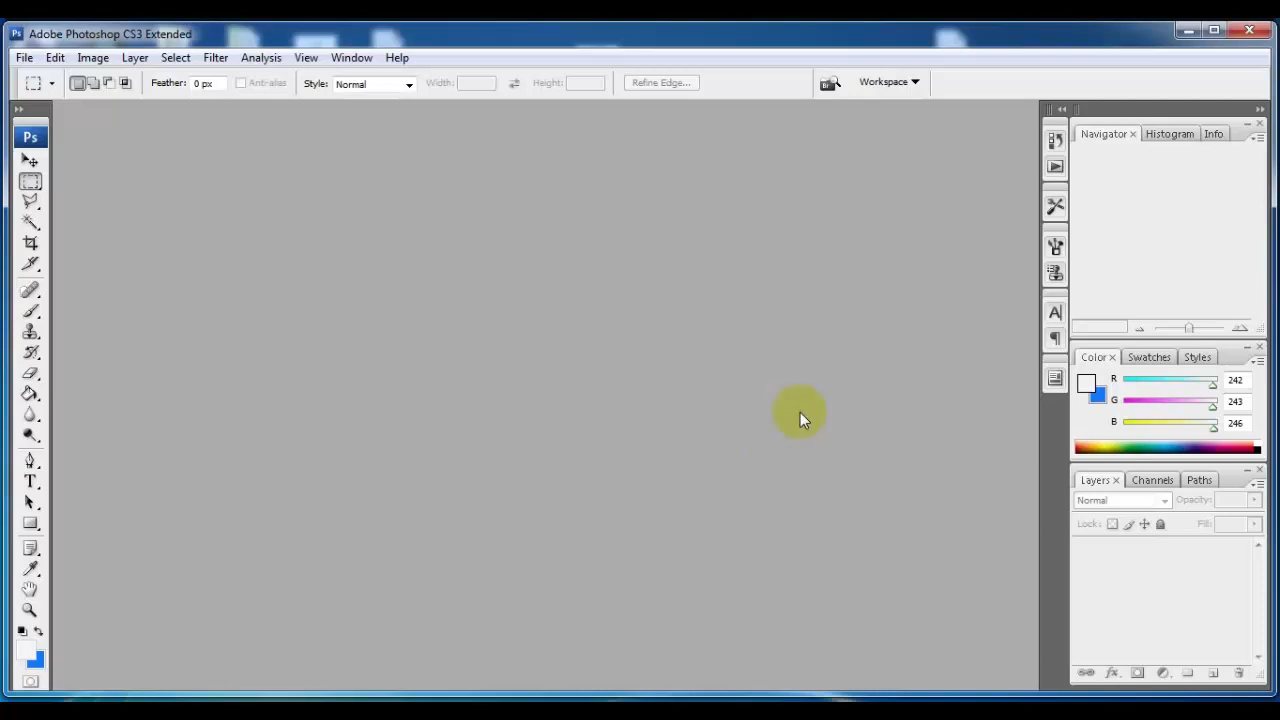 Ps Adobe Photoshop CS3 Extended
File Edit Image Layer Select Filter Analysis View Window Help
Feather: 0 px Anti-alias Style: Normal Width: Height: Refine Edge... Br Workspace
Ps
Navigator Histogram Info
Color Swatches Styles
R 242
G 243
B 246
Layers Channels Paths
Normal Opacity:
Lock: Fill: